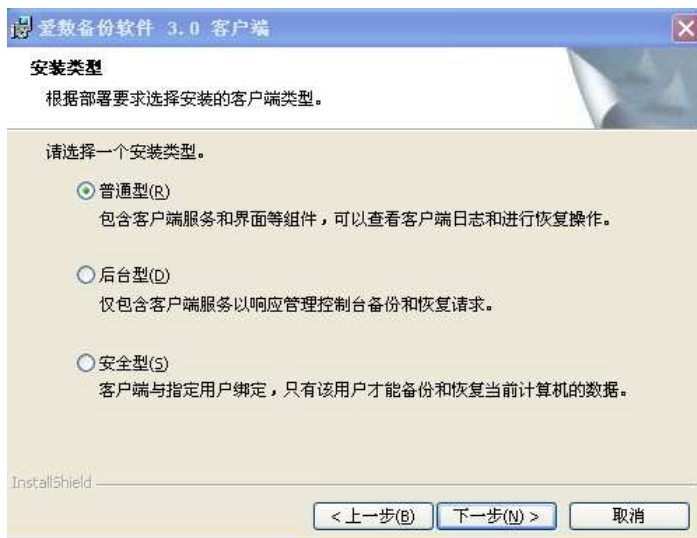 爱数备份软件 3.0 客户端
安装类型
根据部署要求选择安装的客户端类型。
请选择一个安装类型。
普通型(R)
包含客户端服务和界面等组件，可以查看客户端日志和进行恢复操作。
后台型(D)
仅包含客户端服务以响应管理控制台备份和恢复请求。
安全型(S)
客户端与指定用户绑定，只有该用户才能备份和恢复当前计算机的数据。
InstallShield
< 上一步(B) 下一步(N) > 取消